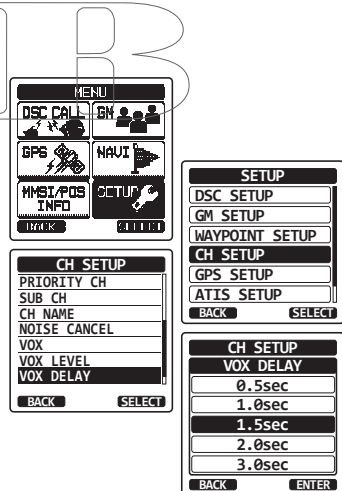 MENU
DSC CALL
GM
GPS
NAVI
MMSI/POS
INFO
SETUP
BACK
SELECT
SETUP
DSC SETUP
GM SETUP
WAYPOINT SETUP
CH SETUP
GPS SETUP
ATIS SETUP
BACK
SELECT
CH SETUP
PRIORITY CH
SUB CH
CH NAME
NOISE CANCEL
VOX
VOX LEVEL
VOX DELAY
BACK
SELECT
CH SETUP
VOX DELAY
0.5sec
1.0sec
1.5sec
2.0sec
3.0sec
BACK
ENTER